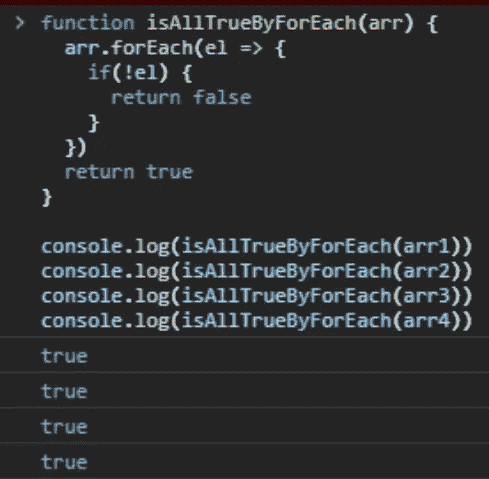 > function isAllTrueByForEach(arr) {
arr.forEach(el => {
if(!el) {
return false
}
})
return true
}
console.log(isAllTrueByForEach(arr1))
console.log(isAllTrueByForEach(arr2))
console.log(isAllTrueByForEach(arr3))
console.log(isAllTrueByForEach(arr4))
true
true
true
true